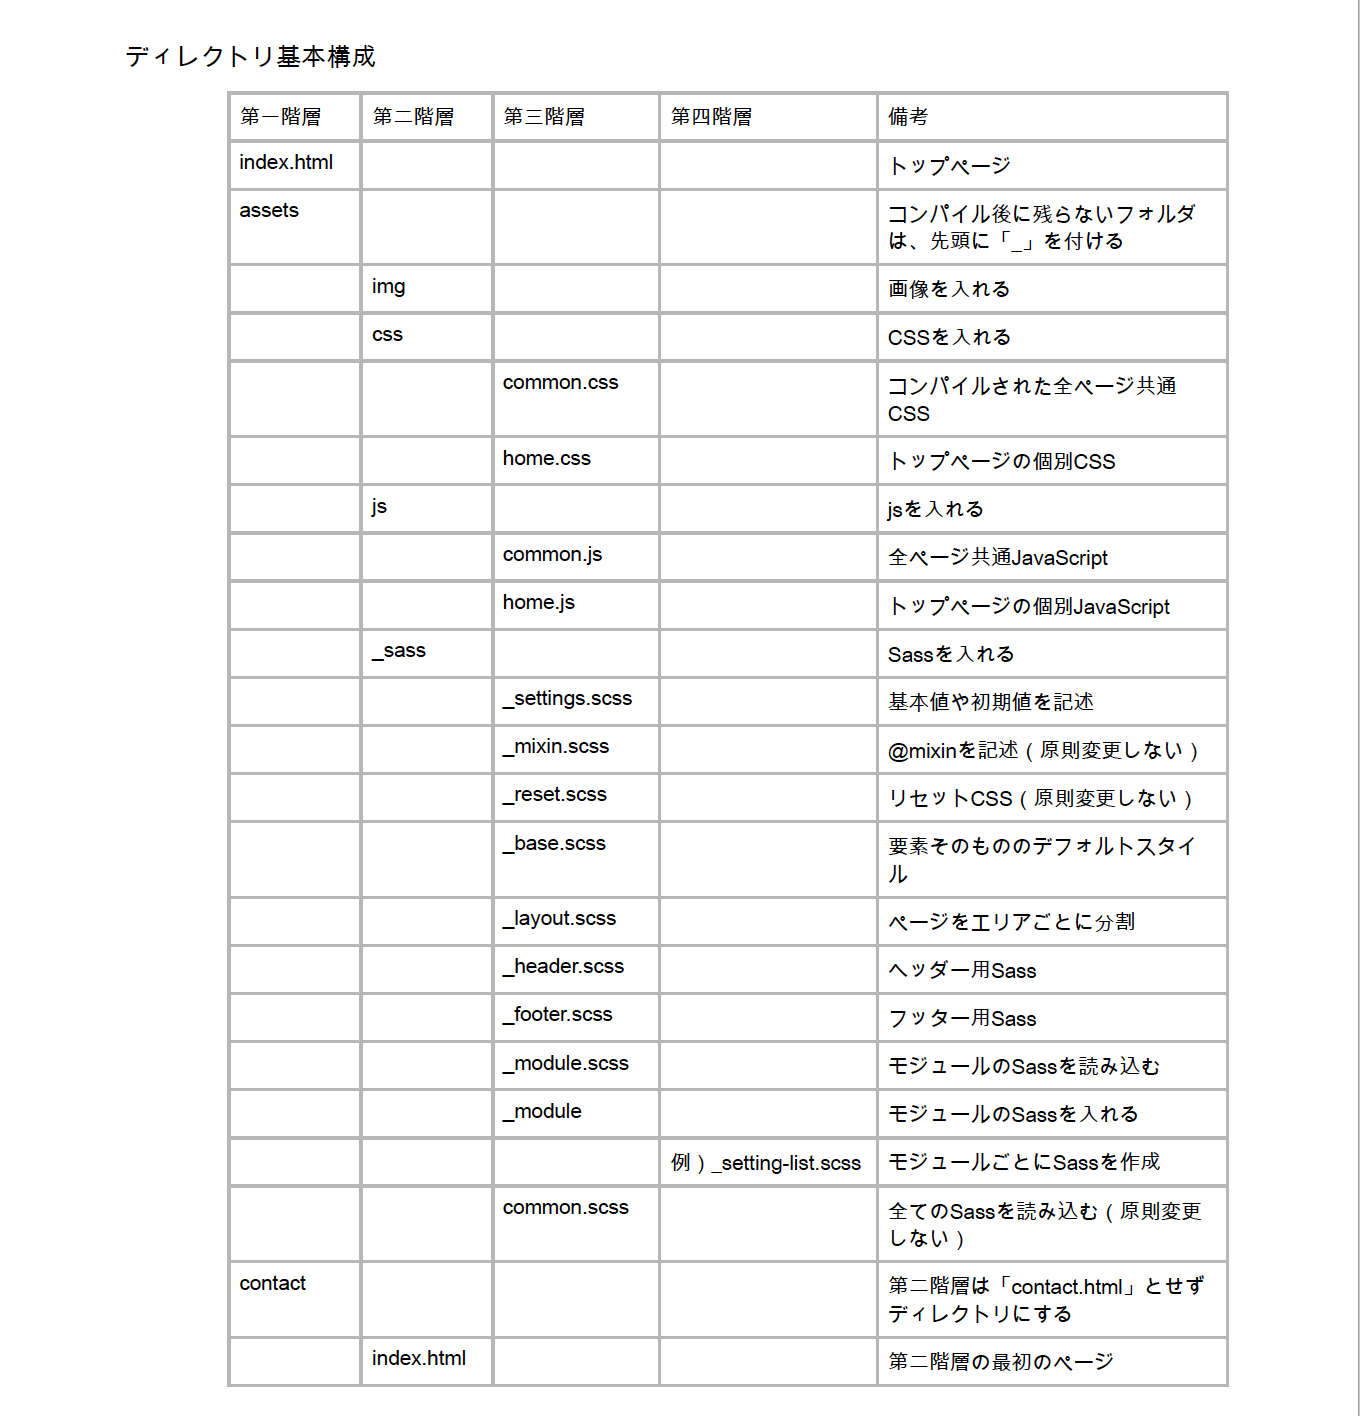 ディレクトリ基本構成
第一階層 第二階層 第三階層 第四階層 備考
index.html トップページ
assets コンパイル後に残らないフォルダ
は、先頭に「_」を付ける
img 画像を入れる
css CSSを入れる
common.css コンパイルされた全ページ共通
CSS
home.css トップページの個別CSS
js jsを入れる
common.js 全ページ共通JavaScript
home.js トップページの個別JavaScript
_sass Sassを入れる
_settings.scss 基本値や初期値を記述
_mixin.scss @mixinを記述（原則変更しない）
_reset.scss リセットCSS（原則変更しない）
_base.scss 要素そのもののデフォルトスタイ
ル
_layout.scss ページをエリアごとに分割
_header.scss ヘッダー用Sass
_footer.scss フッター用Sass
_module.scss モジュールのSassを読み込む
_module モジュールのSassを入れる
例）_setting-list.scss モジュールごとにSassを作成
common.scss 全てのSassを読み込む（原則変更
しない）
contact 第二階層は「contact.html」とせず
ディレクトリにする
index.html 第二階層の最初のページ